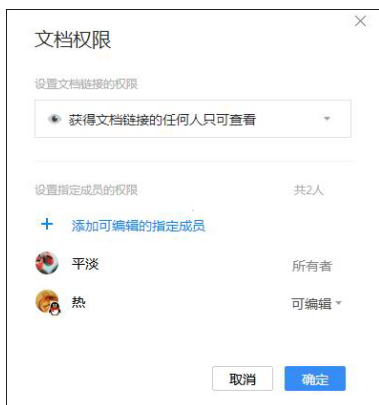 文档权限
设置文档链接的权限
获得文档链接的任何人只可查看
设置指定成员的权限 共2人
+ 添加可编辑的指定成员
平淡 所有者
热 可编辑
取消 确定